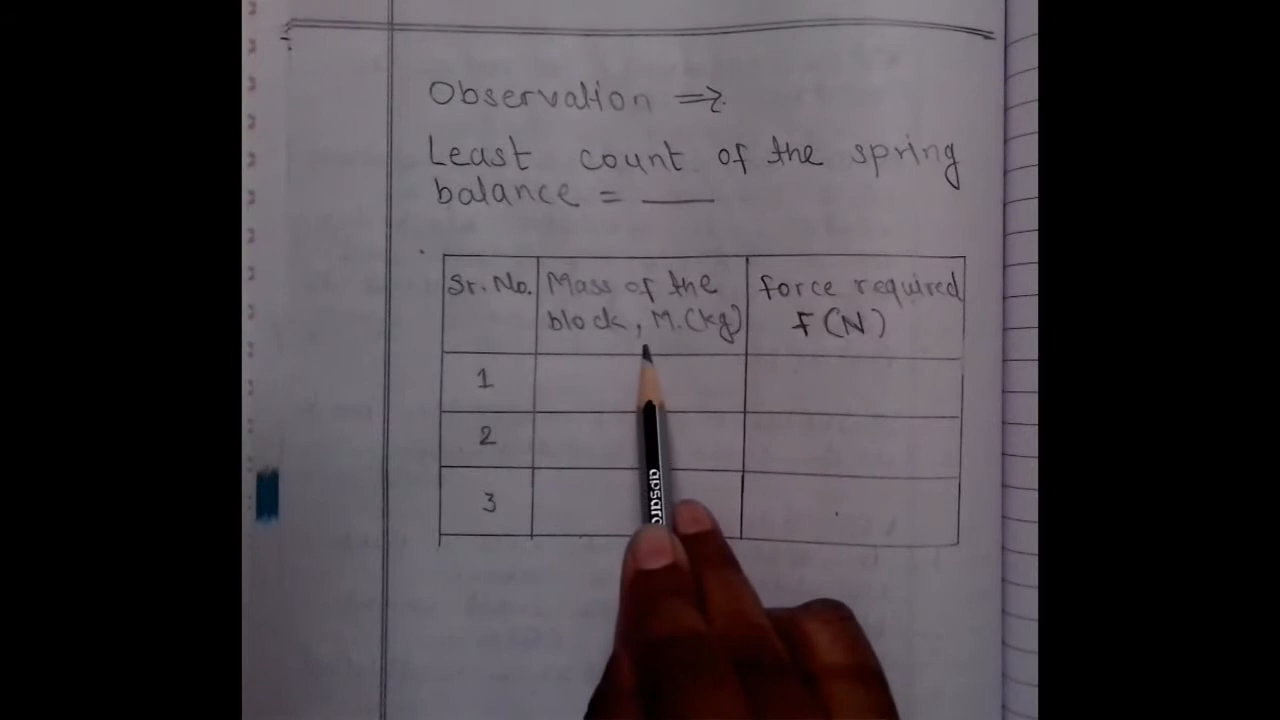 Observation ⇒
Least count of the spring
balance = ___
Sr. No. Mass of the block, M.(kg) force required F(N)
1
2
3
apsara